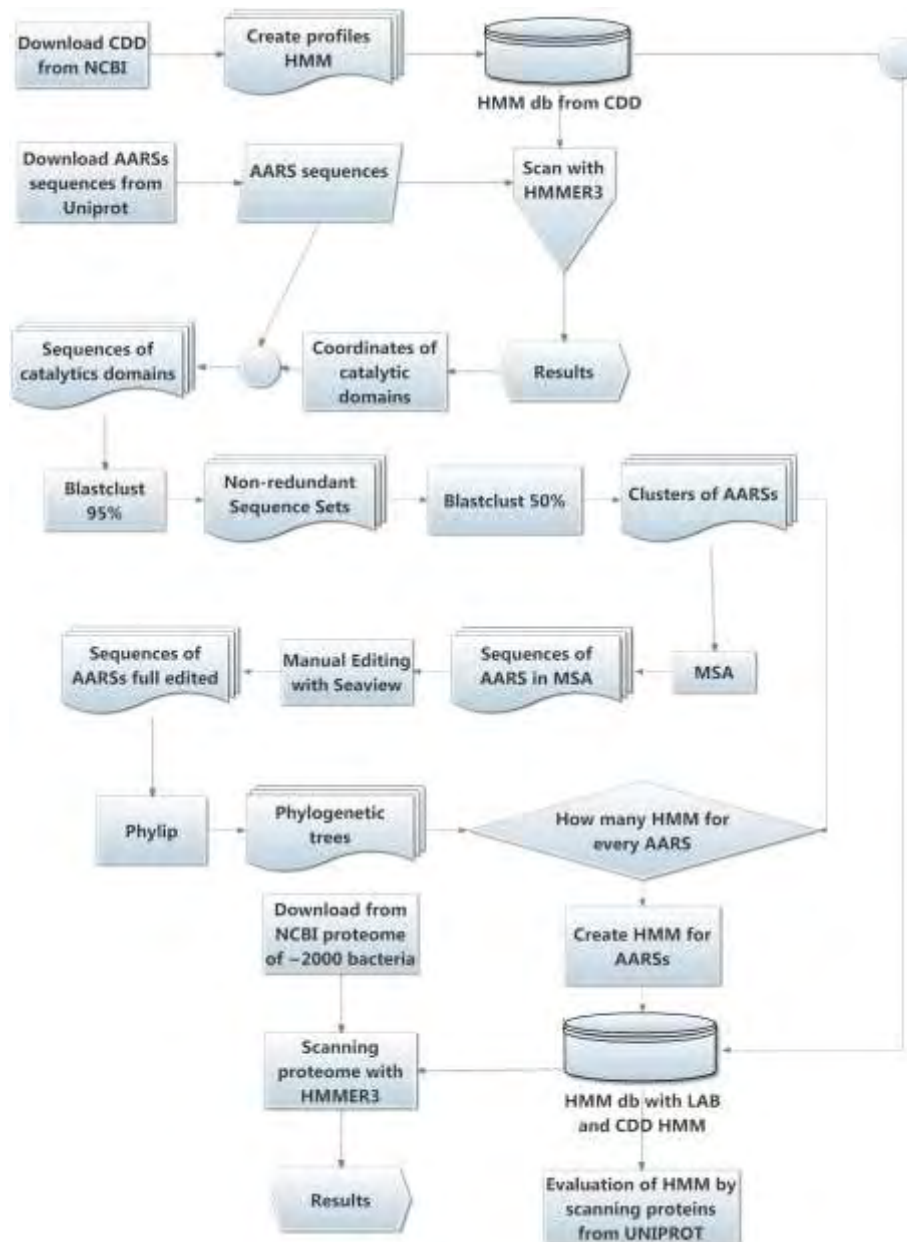 Download CDD
from NCBI
Create profiles
HMM
HMM db from CDD
Download AARSs
sequences from
Uniprot
AARS sequences
Scan with
HMMER3
Sequences of
catalytics domains
Coordinates of
catalytic
domains
Results
Blastclust
95%
Non-redundant
Sequence Sets
Blastclust 50%
Clusters of AARSs
Sequences of
AARSs full edited
Manual Editing
with Seaview
Sequences of
AARS in MSA
MSA
Phylip
Phylogenetic
trees
How many HMM for
every AARS
Download from
NCBI proteome
of ~2000 bacteria
Create HMM for
AARSs
Scanning
proteome with
HMMER3
HMM db with LAB
and CDD HMM
Results
Evaluation of HMM by
scanning proteins
from UNIPROT